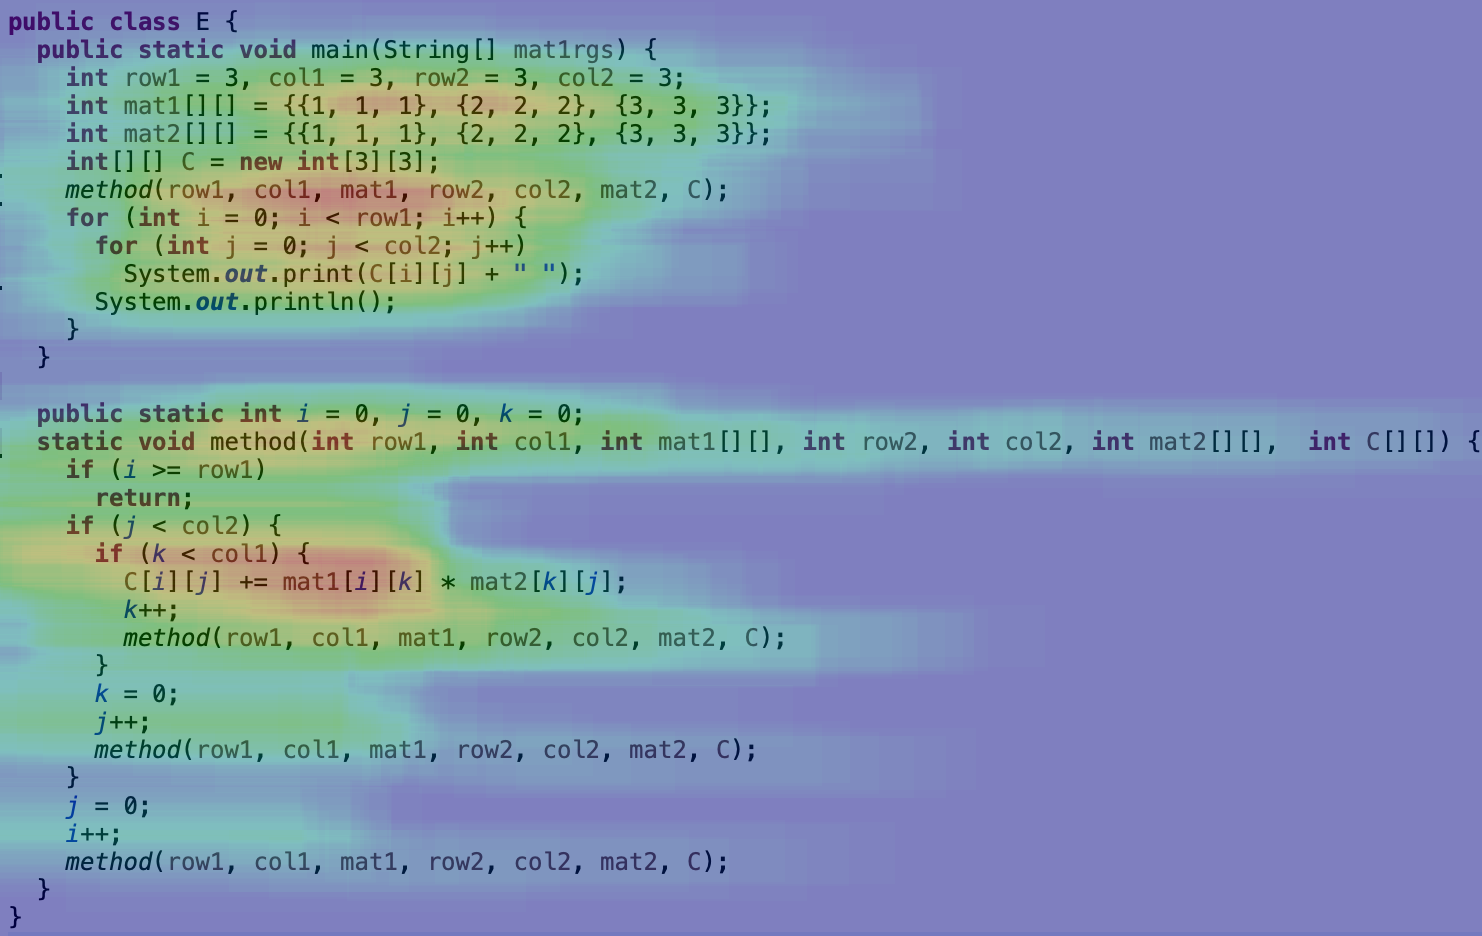 public class E {
  public static void main(String[] mat1rgs) {
    int row1 = 3, col1 = 3, row2 = 3, col2 = 3;
    int mat1[][] = {{1, 1, 1}, {2, 2, 2}, {3, 3, 3}};
    int mat2[][] = {{1, 1, 1}, {2, 2, 2}, {3, 3, 3}};
    int[][] C = new int[3][3];
    method(row1, col1, mat1, row2, col2, mat2, C);
    for (int i = 0; i < row1; i++) {
      for (int j = 0; j < col2; j++)
        System.out.print(C[i][j] + " ");
      System.out.println();
    }
  }

  public static int i = 0, j = 0, k = 0;
  static void method(int row1, int col1, int mat1[][], int row2, int col2, int mat2[][],  int C[][]) {
    if (i >= row1)
      return;
    if (j < col2) {
      if (k < col1) {
        C[i][j] += mat1[i][k] * mat2[k][j];
        k++;
        method(row1, col1, mat1, row2, col2, mat2, C);
      }
      k = 0;
      j++;
      method(row1, col1, mat1, row2, col2, mat2, C);
    }
    j = 0;
    i++;
    method(row1, col1, mat1, row2, col2, mat2, C);
  }
}